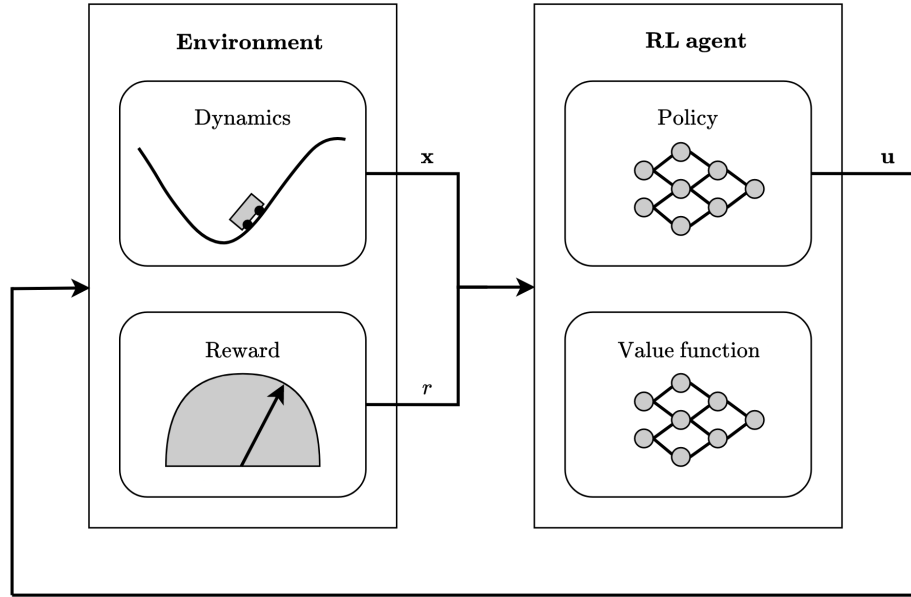 Environment
Dynamics
x
Reward
r
RL agent
Policy
u
Value function